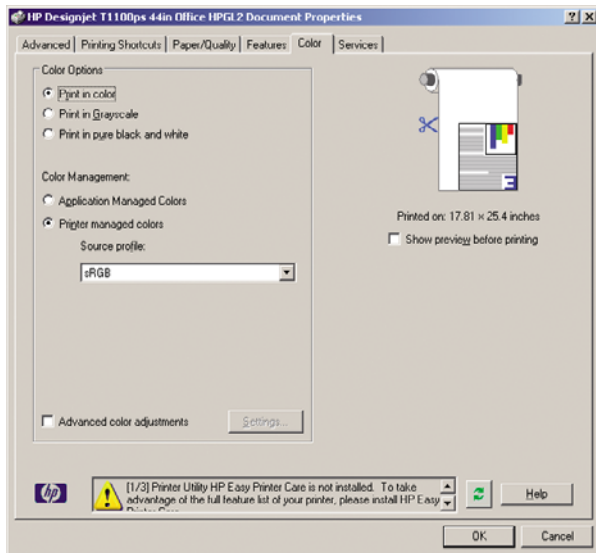 HP Designjet T1100ps 44in Office HPGL2 Document Properties
Advanced
Printing Shortcuts
Paper/Quality
Features
Color
Services
Color Options
Print in color
Print in Grayscale
Print in pure black and white
Color Management:
Application Managed Colors
Printer managed colors
Source profile:
sRGB
Advanced color adjustments
Settings...
Printed on: 17.81 × 25.4 inches
Show preview before printing
hp
[1/3] Printer Utility HP Easy Printer Care is not installed. To take
advantage of the full feature list of your printer, please install HP Easy
Printer Care.
Help
OK
Cancel